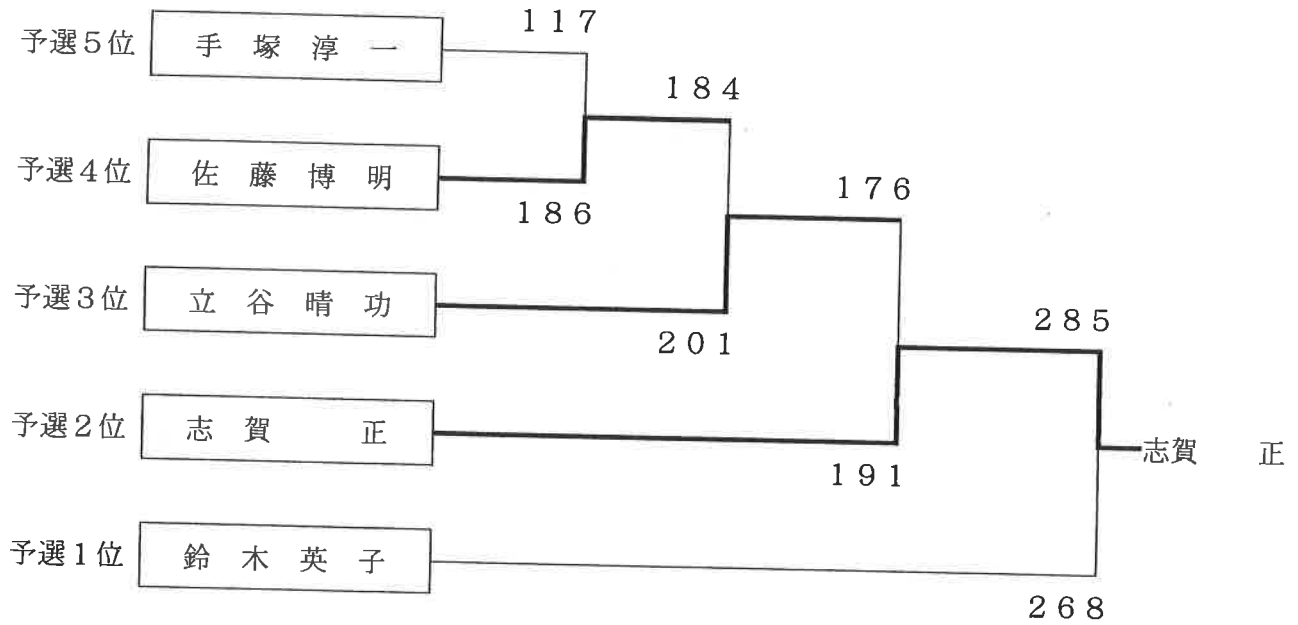 117
予選5位 手塚淳一
184
予選4位 佐藤博明
176
186
予選3位 立谷晴功
285
201
予選2位 志賀 正
志賀 正
191
予選1位 鈴木英子
268